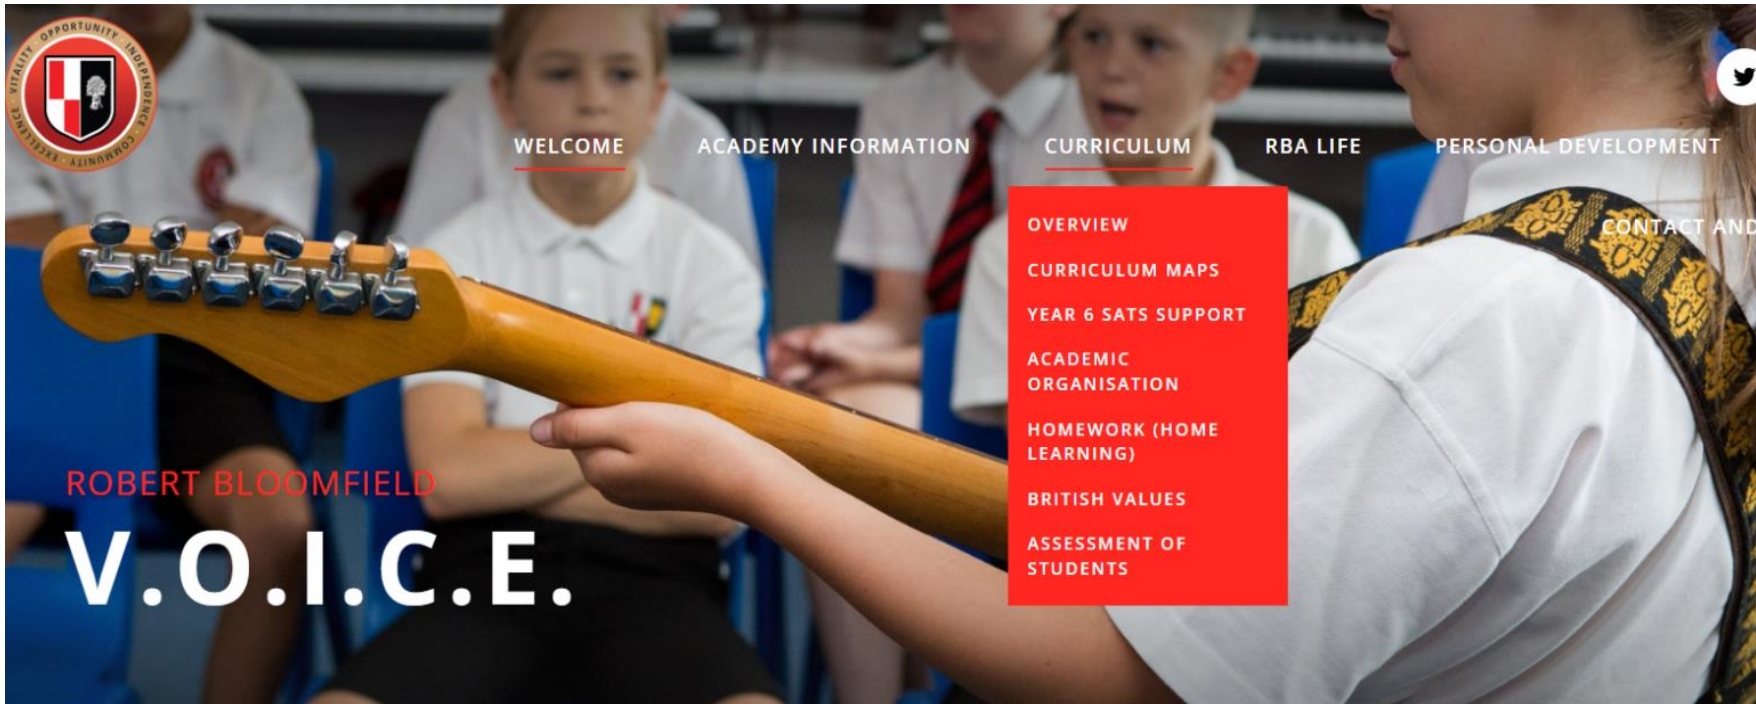 VITALITY · OPPORTUNITY · INDEPENDENCE · COMMUNITY · EXCELLENCE ·
WELCOME
ACADEMY INFORMATION
CURRICULUM
RBA LIFE
PERSONAL DEVELOPMENT
CONTACT AND
OVERVIEW
CURRICULUM MAPS
YEAR 6 SATS SUPPORT
ACADEMIC
ORGANISATION
HOMEWORK (HOME
LEARNING)
BRITISH VALUES
ASSESSMENT OF
STUDENTS
ROBERT BLOOMFIELD
V.O.I.C.E.